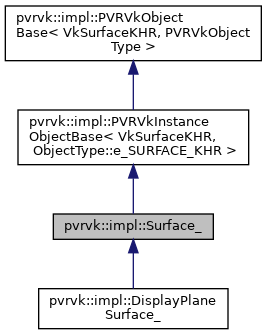 pvrvk::impl::PVRVkObject
Base< VkSurfaceKHR, PVRVkObject
Type >
pvrvk::impl::PVRVkInstance
ObjectBase< VkSurfaceKHR,
ObjectType::e_SURFACE_KHR >
pvrvk::impl::Surface_
pvrvk::impl::DisplayPlane
Surface_